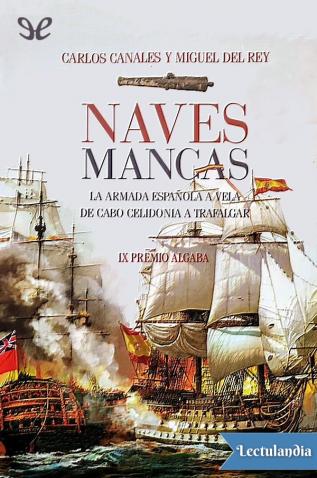 CARLOS CANALES Y MIGUEL DEL REY
NAVES
MANCAS
LA ARMADA ESPAÑOLA A VELA
DE CABO CELIDONIA A TRAFALGAR
IX PREMIO ALGABA
Lectulandia